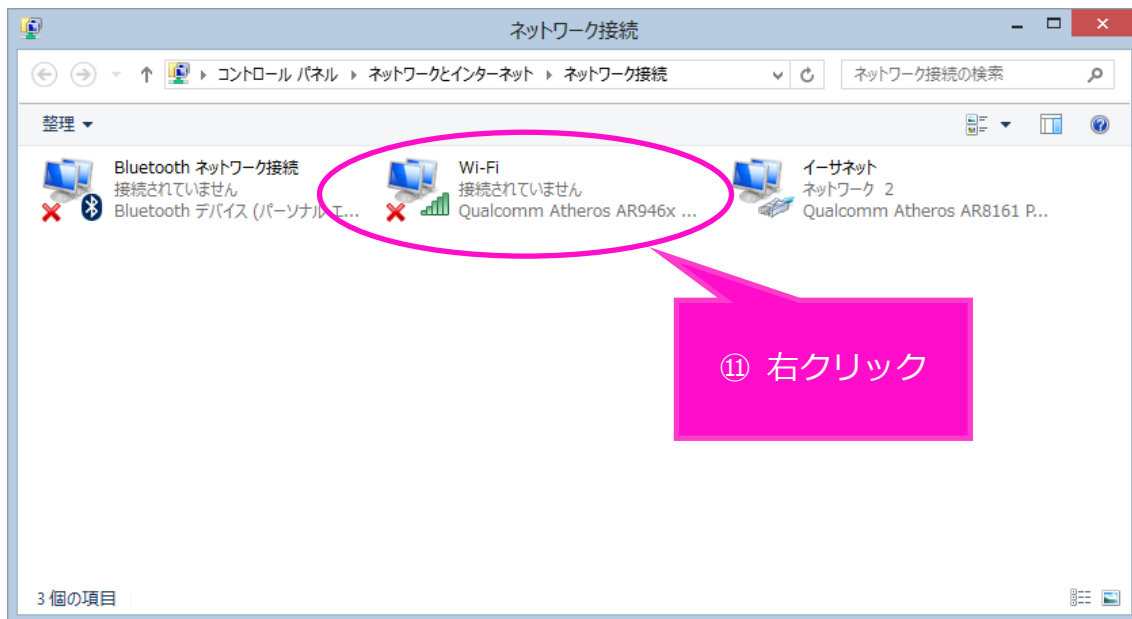 ネットワーク接続
コントロール パネル ▸ ネットワークとインターネット ▸ ネットワーク接続
ネットワーク接続の検索
整理 ▼
Bluetooth ネットワーク接続
接続されていません
Bluetooth デバイス (パーソナル エ...
Wi-Fi
接続されていません
Qualcomm Atheros AR946x ...
イーサネット
ネットワーク 2
Qualcomm Atheros AR8161 P...
⑪ 右クリック
3 個の項目